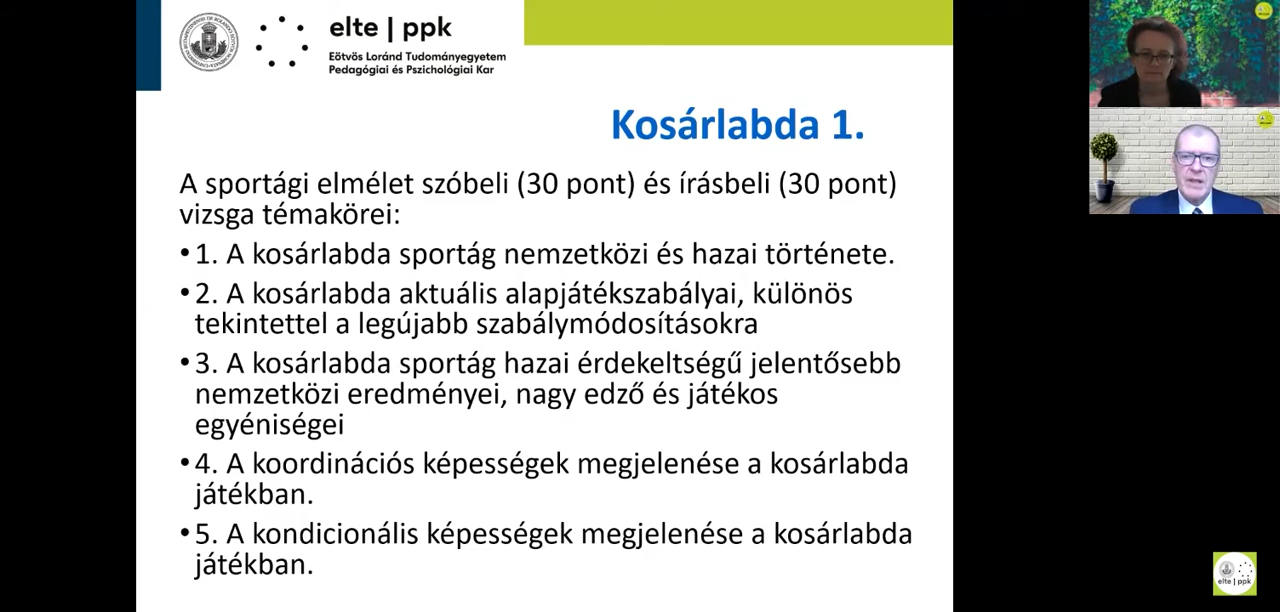 elte | ppk
Eötvös Loránd Tudományegyetem
Pedagógiai és Pszichológiai Kar
Kosárlabda 1.
A sportági elmélet szóbeli (30 pont) és írásbeli (30 pont)
vizsga témakörei:
•1. A kosárlabda sportág nemzetközi és hazai története.
•2. A kosárlabda aktuális alapjátékszabályai, különös
tekintettel a legújabb szabálymódosításokra
•3. A kosárlabda sportág hazai érdekeltségű jelentősebb
nemzetközi eredményei, nagy edző és játékos
egyéniségei
•4. A koordinációs képességek megjelenése a kosárlabda
játékban.
•5. A kondicionális képességek megjelenése a kosárlabda
játékban.
elte | ppk